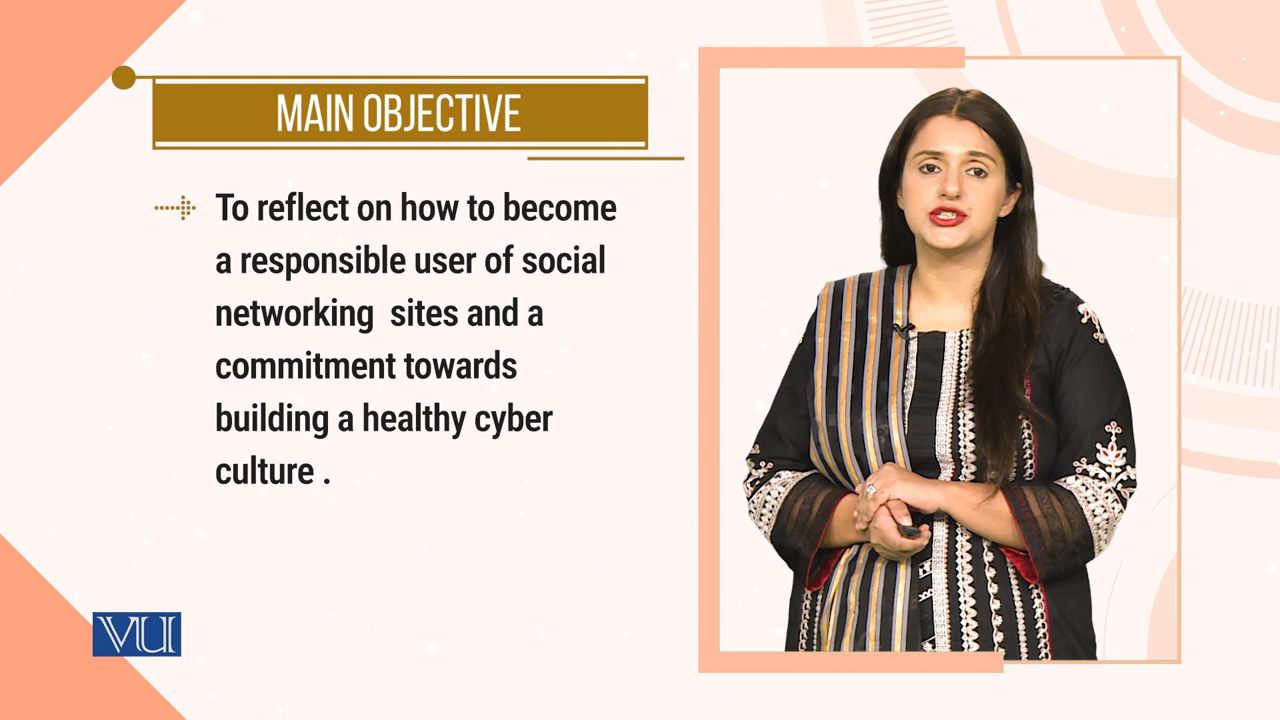 MAIN OBJECTIVE
To reflect on how to become
a responsible user of social
networking  sites and a
commitment towards
building a healthy cyber
culture .
VU